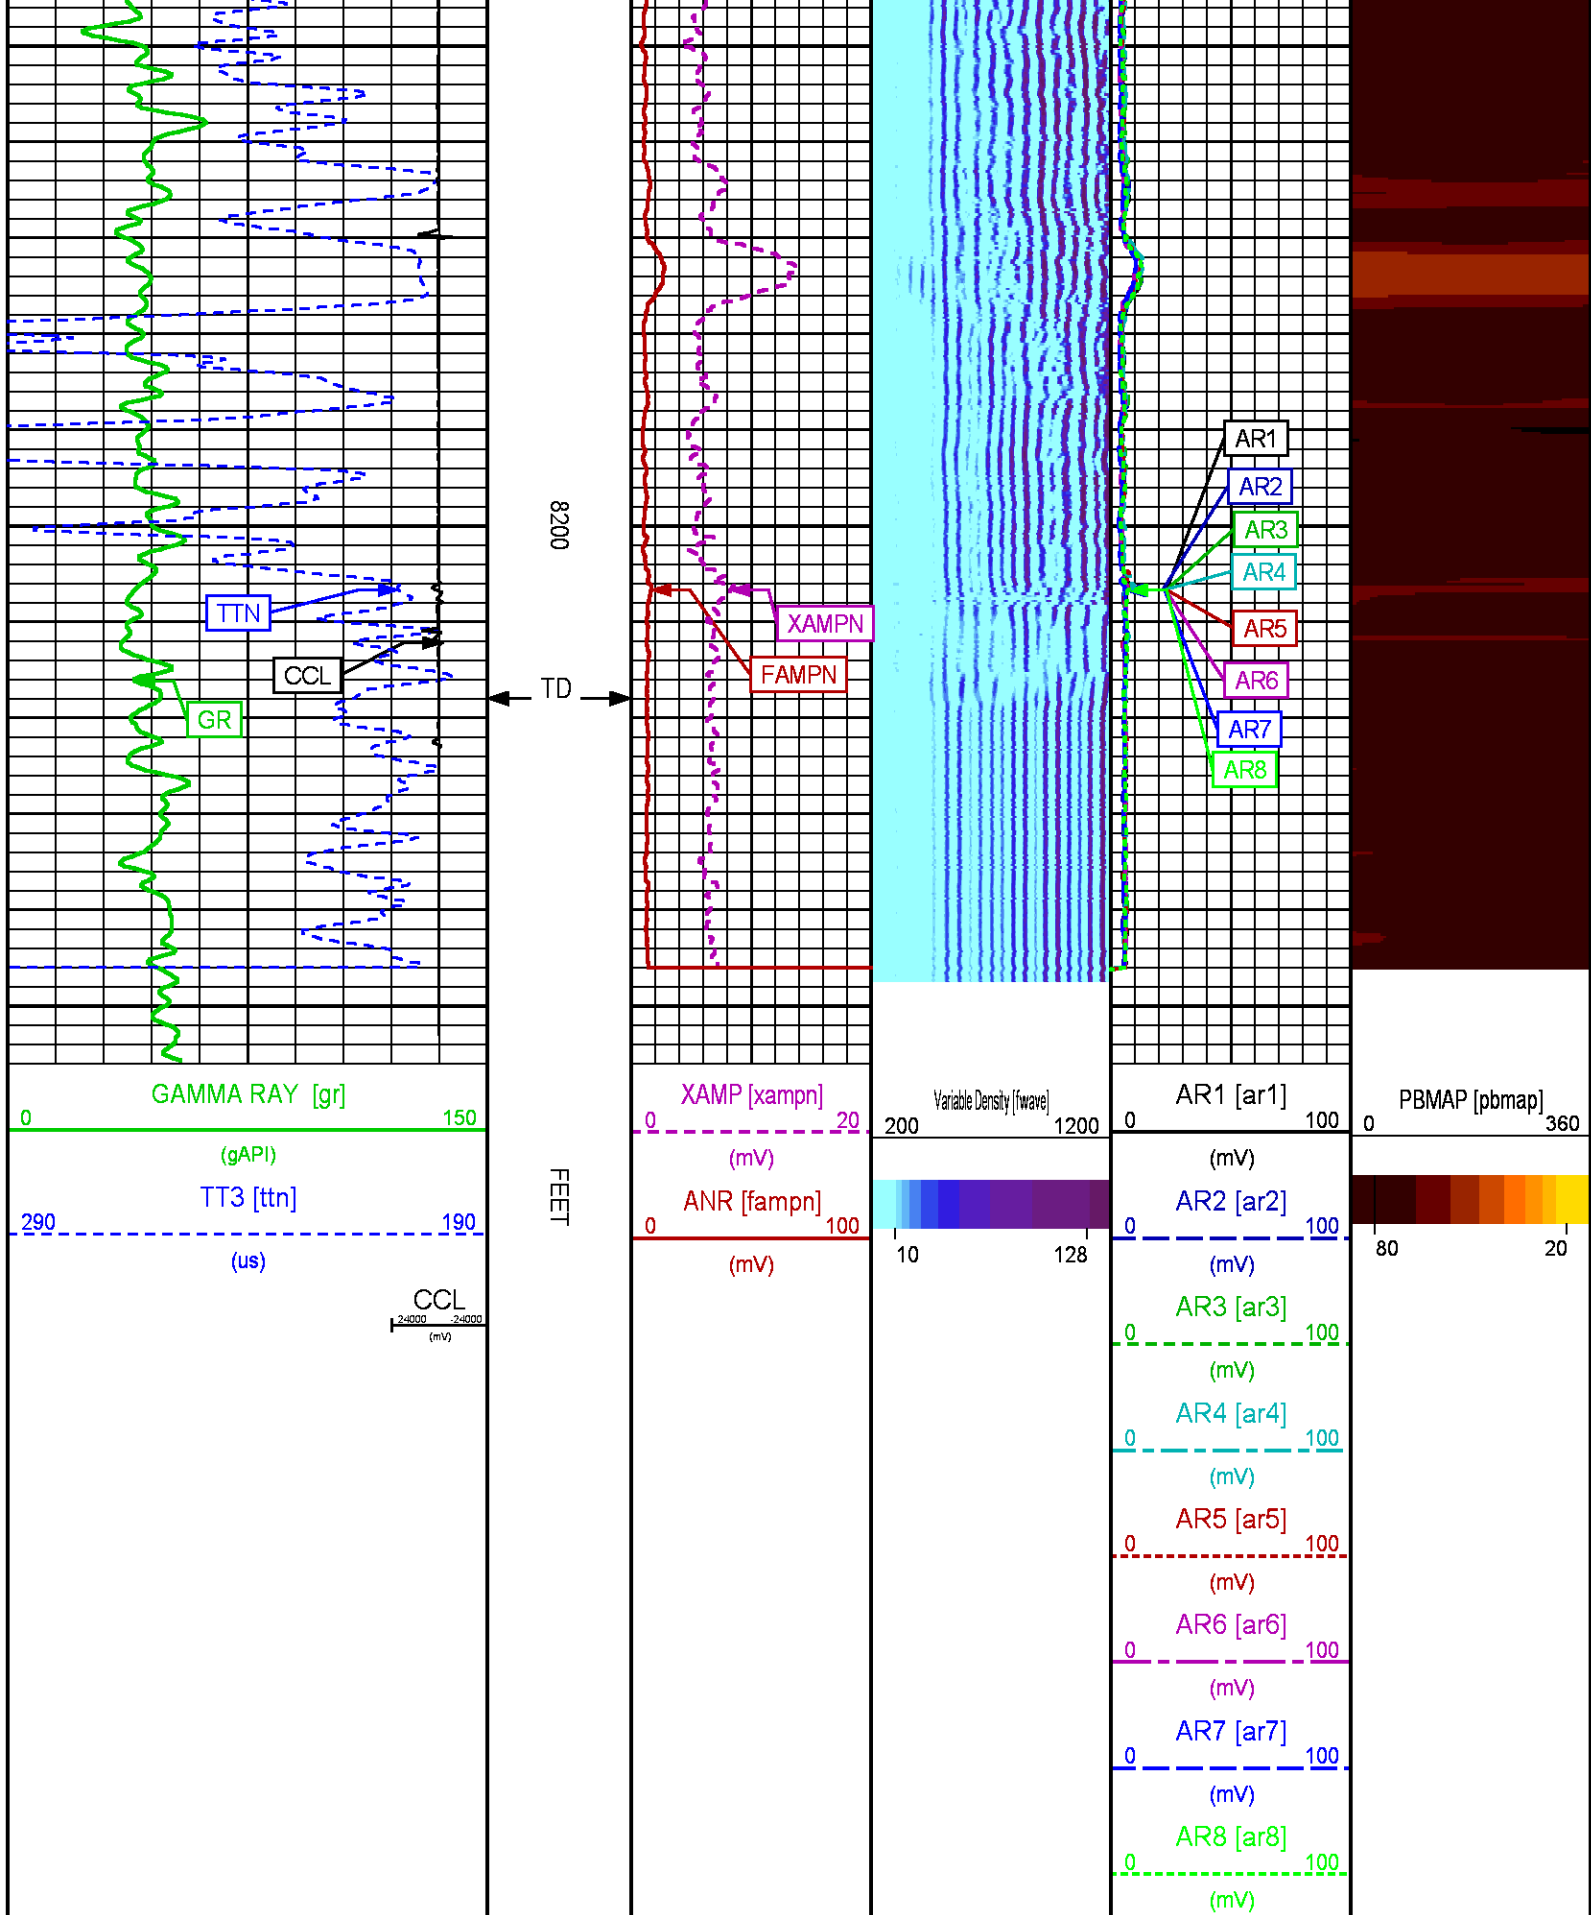 AR1
AR2
8200
AR3
AR4
TTN
XAMPN
AR5
CCL
FAMPN
AR6
TD
GR
AR7
AR8
GAMMA RAY [gr]
0 150
(gAPI)
TT3 [ttn]
290 190
(us)
CCL
24000 -24000
(mV)
FEET
XAMP [xampn]
0 20
(mV)
ANR [fampn]
0 100
(mV)
Variable Density [fwave]
200 1200
10 128
AR1 [ar1]
0 100
(mV)
AR2 [ar2]
0 100
(mV)
AR3 [ar3]
0 100
(mV)
AR4 [ar4]
0 100
(mV)
AR5 [ar5]
0 100
(mV)
AR6 [ar6]
0 100
(mV)
AR7 [ar7]
0 100
(mV)
AR8 [ar8]
0 100
(mV)
PBMAP [pbmap]
0 360
80 20